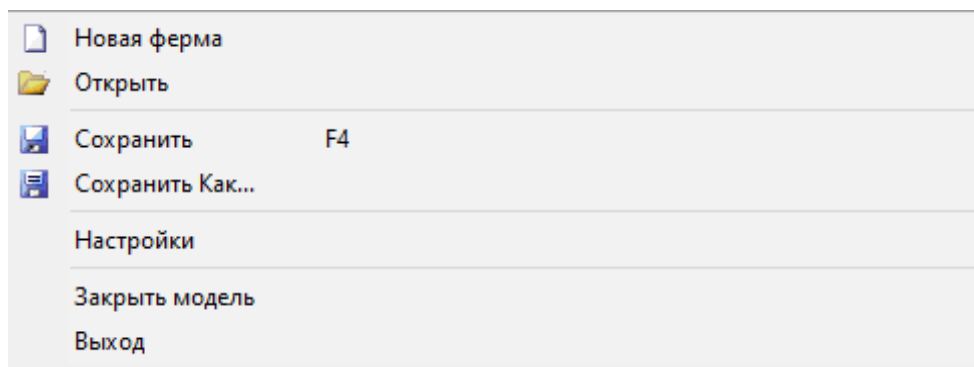 Новая ферма
Открыть
Сохранить F4
Сохранить Как...
Настройки
Закрыть модель
Выход